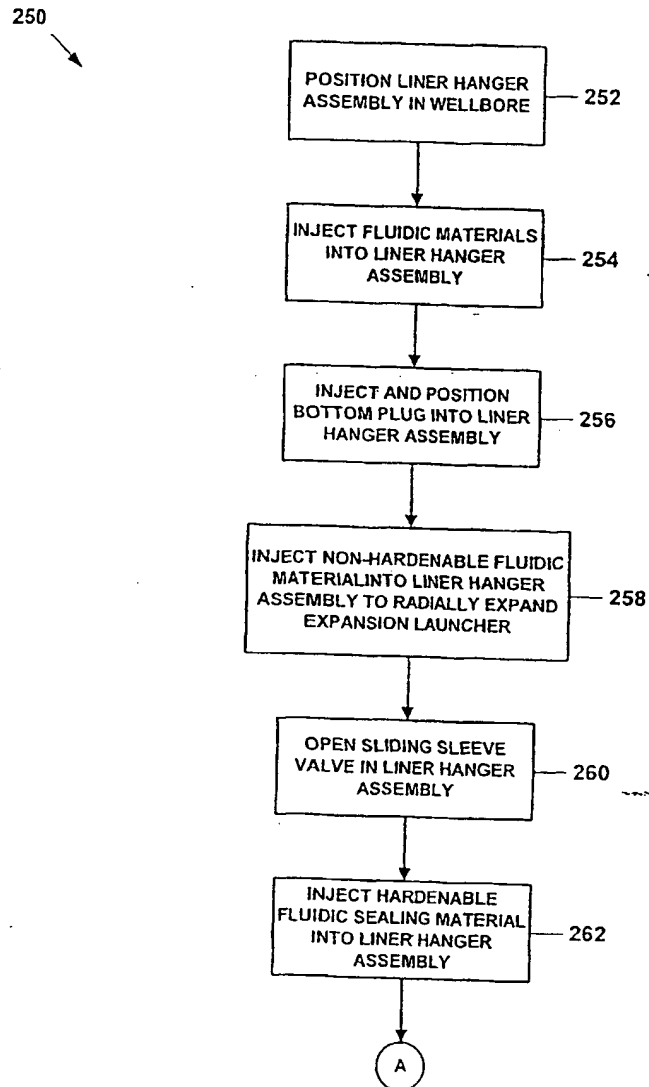 250
POSITION LINER HANGER
ASSEMBLY IN WELLBORE
252
INJECT FLUIDIC MATERIALS
INTO LINER HANGER
ASSEMBLY
254
INJECT AND POSITION
BOTTOM PLUG INTO LINER
HANGER ASSEMBLY
256
INJECT NON-HARDENABLE FLUIDIC
MATERIALINTO LINER HANGER
ASSEMBLY TO RADIALLY EXPAND
EXPANSION LAUNCHER
258
OPEN SLIDING SLEEVE
VALVE IN LINER HANGER
ASSEMBLY
260
INJECT HARDENABLE
FLUIDIC SEALING MATERIAL
INTO LINER HANGER
ASSEMBLY
262
A